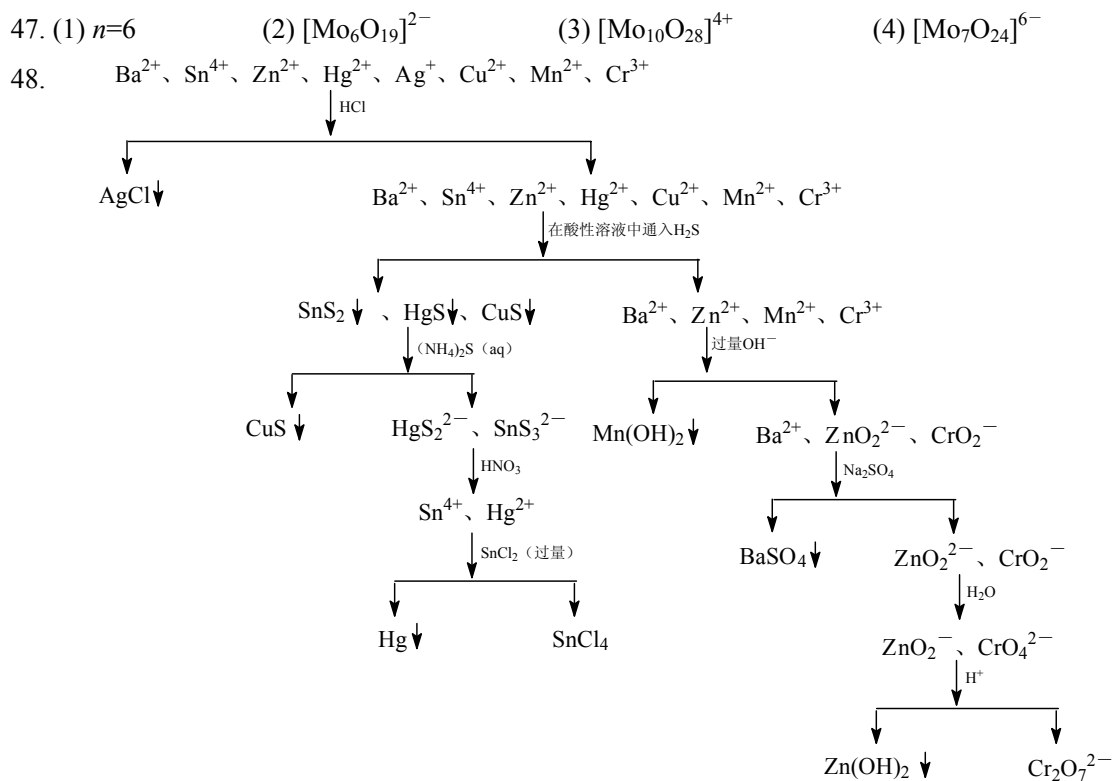 47. (1) n=6 (2) [Mo₆O₁₉]²⁻ (3) [Mo₁₀O₂₈]⁴⁺ (4) [Mo₇O₂₄]⁶⁻
48. Ba²⁺、Sn⁴⁺、Zn²⁺、Hg²⁺、Ag⁺、Cu²⁺、Mn²⁺、Cr³⁺
HCl
AgCl↓ Ba²⁺、Sn⁴⁺、Zn²⁺、Hg²⁺、Cu²⁺、Mn²⁺、Cr³⁺
在酸性溶液中通入H₂S
SnS₂↓、HgS↓、CuS↓ Ba²⁺、Zn²⁺、Mn²⁺、Cr³⁺
(NH₄)₂S（aq） 过量OH⁻
CuS↓ HgS₂²⁻、SnS₃²⁻ Mn(OH)₂↓ Ba²⁺、ZnO₂²⁻、CrO₂⁻
HNO₃ Na₂SO₄
Sn⁴⁺、Hg²⁺
SnCl₂（过量） BaSO₄↓ ZnO₂²⁻、CrO₂⁻
H₂O
Hg↓ SnCl₄ ZnO₂⁻、CrO₄²⁻
H⁺
Zn(OH)₂↓ Cr₂O₇²⁻